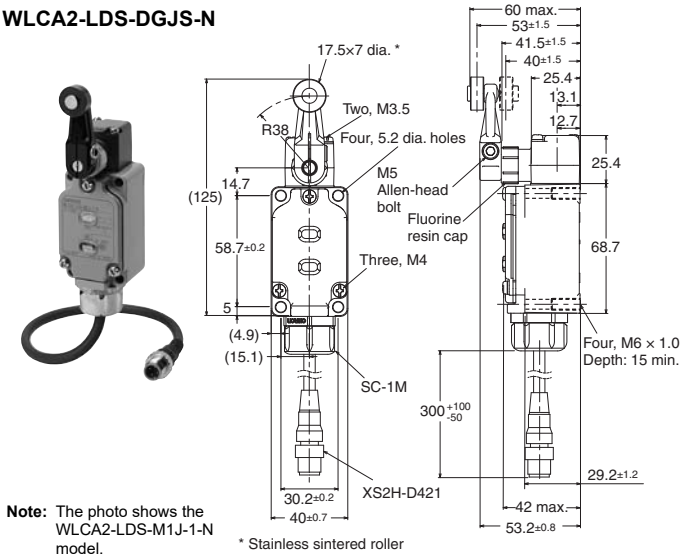 WLCA2-LDS-DGJS-N
17.5×7 dia. *
Two, M3.5
R38
Four, 5.2 dia. holes
14.7
(125)
58.7±0.2
Three, M4
5
(4.9)
(15.1)
SC-1M
XS2H-D421
30.2±0.2
40±0.7
* Stainless sintered roller
60 max.
53±1.5
41.5±1.5
40±1.5
25.4
13.1
12.7
M5
Allen-head
bolt
Fluorine
resin cap
25.4
68.7
Four, M6 × 1.0
Depth: 15 min.
300 +100
-50
29.2±1.2
42 max.
53.2±0.8
Note: The photo shows the
WLCA2-LDS-M1J-1-N
model.